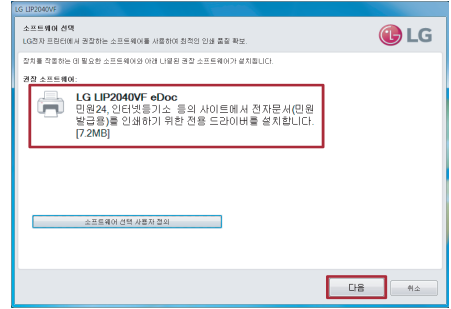 LG LIP2040VF
소프트웨어 선택
LG전자 프린터에서 권장하는 소프트웨어를 사용하여 최적의 인쇄 품질 확보.
LG
장치를 작동하는 데 필요한 소프트웨어와 아래 나열된 권장 소프트웨어가 설치됩니다.
권장 소프트웨어:
LG LIP2040VF eDoc
민원24, 인터넷등기소 등의 사이트에서 전자문서(민원
발급용)를 인쇄하기 위한 전용 드라이버를 설치합니다.
[7.2MB]
소프트웨어 선택 사용자 정의
다음
취소